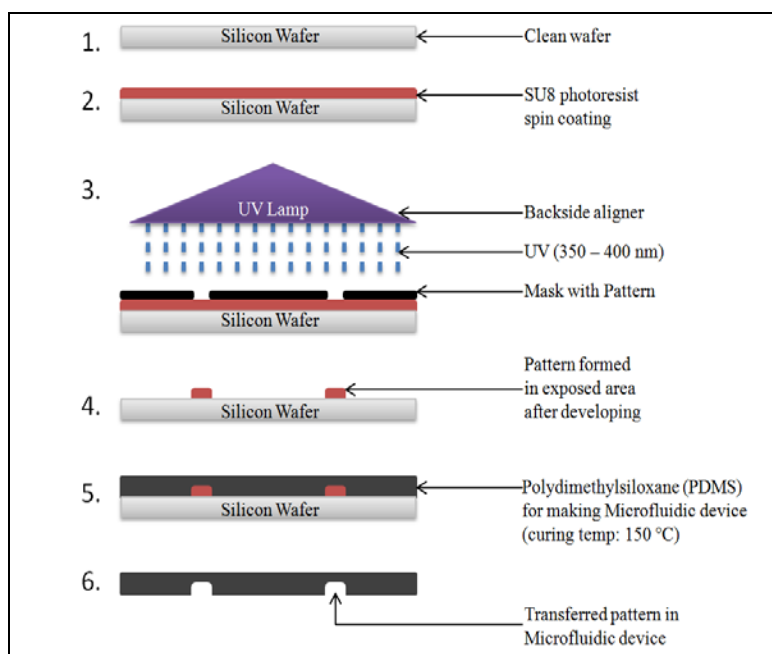 1.
Silicon Wafer
Clean wafer
2.
Silicon Wafer
SU8 photoresist
spin coating
3.
UV Lamp
Backside aligner
UV (350 – 400 nm)
Mask with Pattern
Silicon Wafer
4.
Silicon Wafer
Pattern formed
in exposed area
after developing
5.
Silicon Wafer
Polydimethylsiloxane (PDMS)
for making Microfluidic device
(curing temp: 150 °C)
6.
Transferred pattern in
Microfluidic device